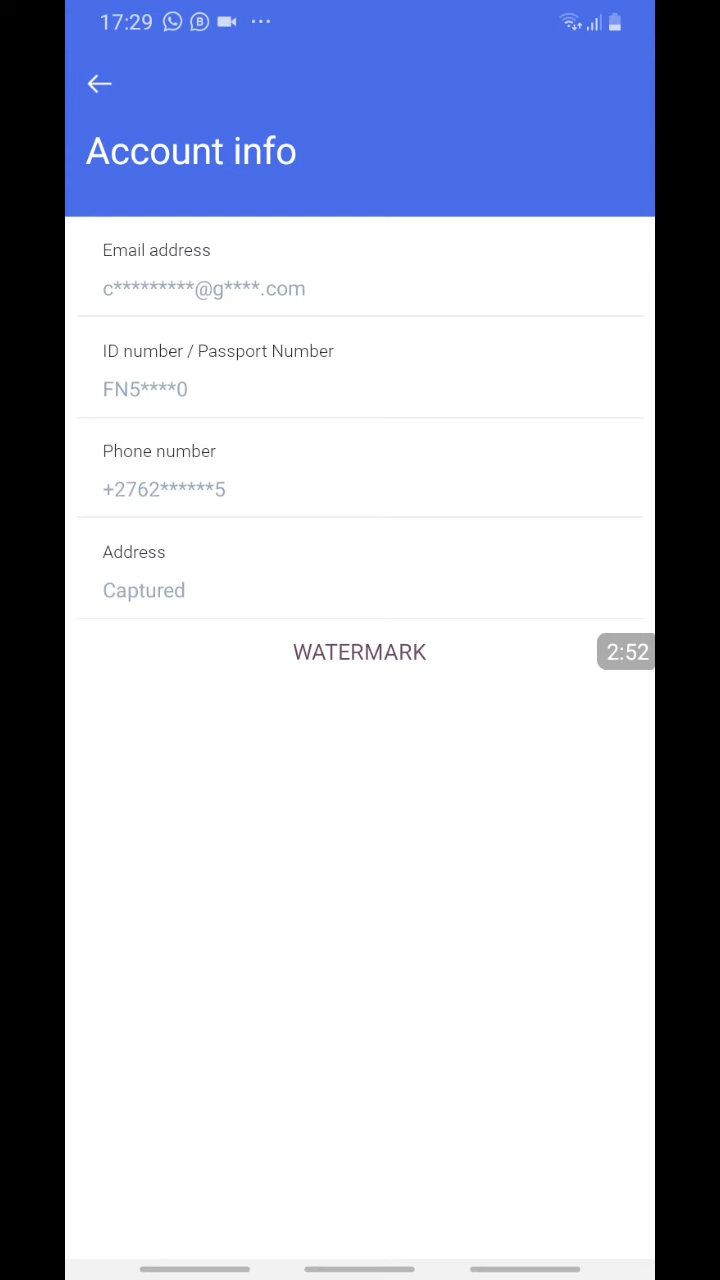 17:29
Account info
Email address
c*********@g****.com
ID number / Passport Number
FN5****0
Phone number
+2762******5
Address
Captured
WATERMARK
2:52